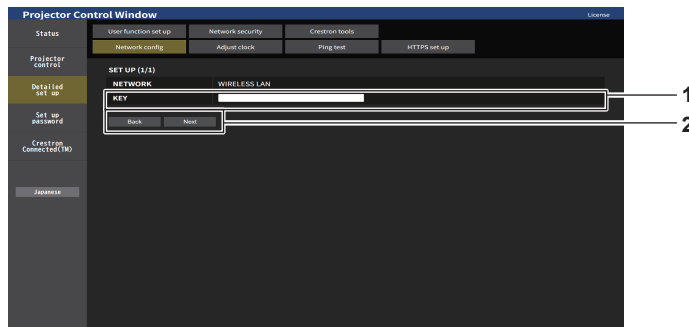 Projector Control Window
License
Status
Projector
control
Detailed
set up
Set up
password
Crestron
Connected(TM)
Japanese
User function set up
Network security
Crestron tools
Network config
Adjust clock
Ping test
HTTPS set up
SET UP (1/1)
NETWORK WIRELESS LAN
KEY
Back Next
1
2